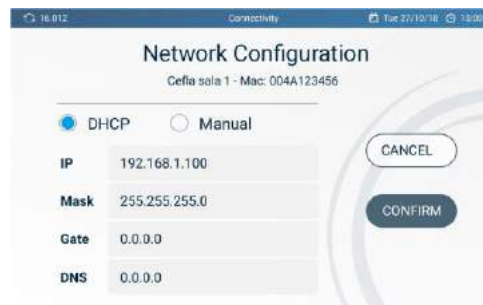 16.012 Connectivity Tue 27/10/18
Network Configuration
Cefla sala 1 - Mac: 004A123456
DHCP Manual
IP 192.168.1.100
CANCEL
Mask 255.255.255.0
CONFIRM
Gate 0.0.0.0
DNS 0.0.0.0